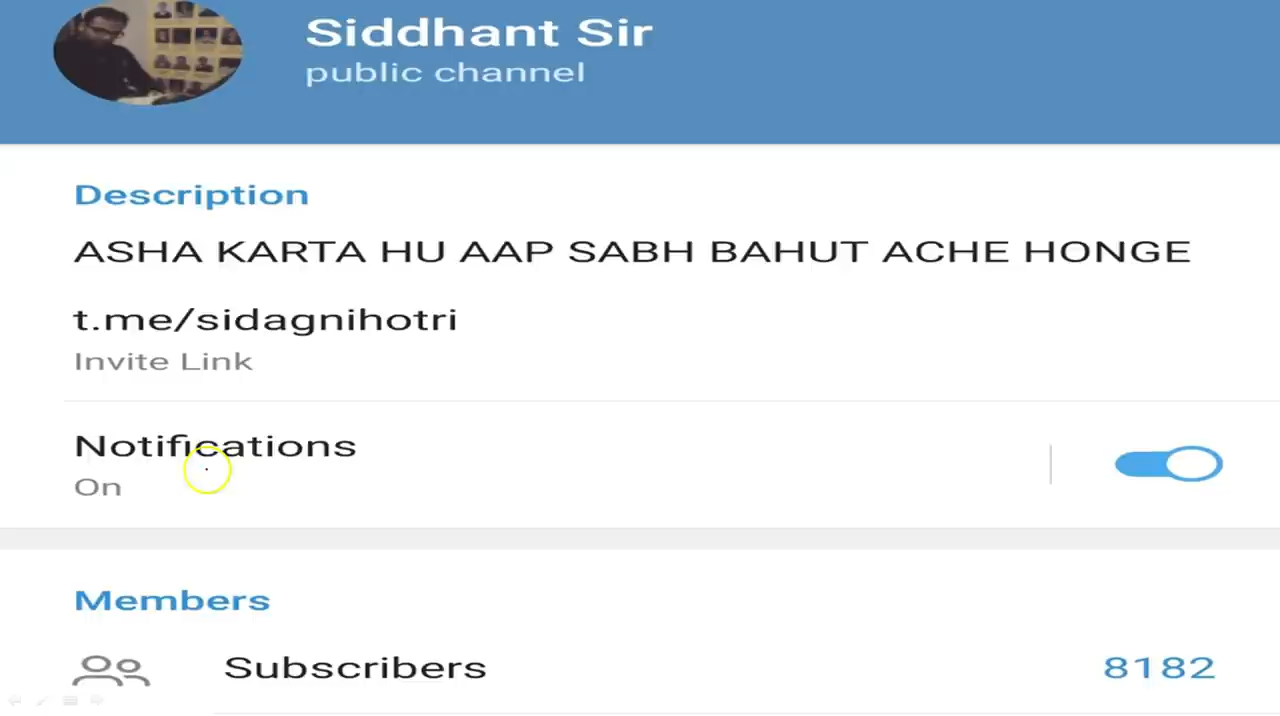 Siddhant Sir
public channel
Description
ASHA KARTA HU AAP SABH BAHUT ACHE HONGE
t.me/sidagnihotri
Invite Link
Notifications
On
Members
Subscribers 8182